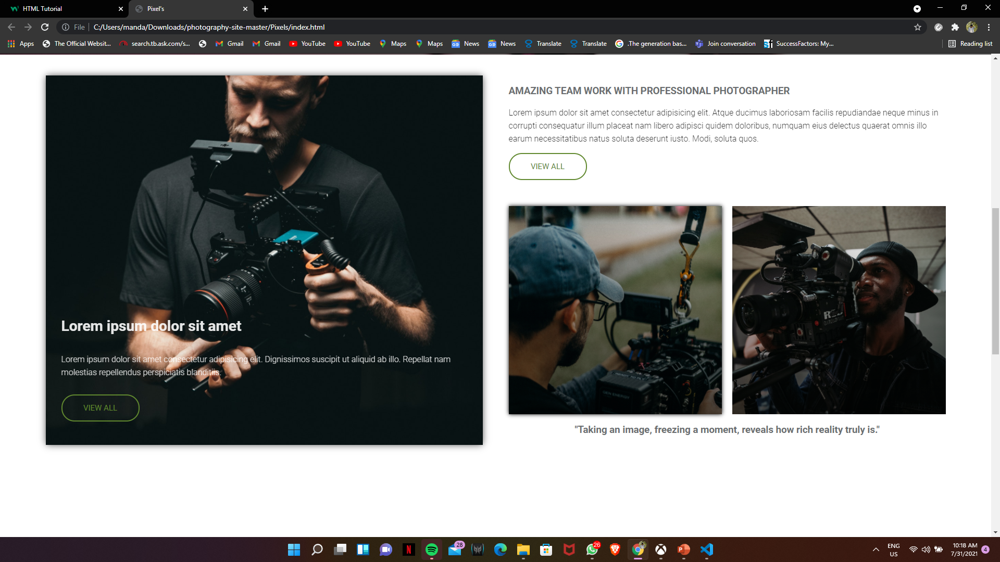 HTML Tutorial
Pixel's
File
C:/Users/manda/Downloads/photography-site-master/Pixels/index.html
Apps
The Official Websit...
search.tb.ask.com/s...
Gmail
Gmail
YouTube
YouTube
Maps
Maps
News
News
Translate
Translate
.The generation bas...
Join conversation
SuccessFactors: My...
Reading list
Lorem ipsum dolor sit amet
Lorem ipsum dolor sit amet consectetur adipisicing elit. Dignissimos suscipit ut aliquid ab illo. Repellat nam
molestias repellendus perspiciatis blanditiis.
VIEW ALL
AMAZING TEAM WORK WITH PROFESSIONAL PHOTOGRAPHER
Lorem ipsum dolor sit amet consectetur adipisicing elit. Atque ducimus laboriosam facilis repudiandae neque minus in
corrupti consequatur illum placeat nam libero adipisci quidem doloribus, numquam eius delectus quaerat omnis illo
earum necessitatibus natus soluta deserunt iusto. Modi, soluta quos.
VIEW ALL
READY TO FLY
GEN ENERGY
"Taking an image, freezing a moment, reveals how rich reality truly is."
28
26
ENG
US
10:18 AM
7/31/2021
4